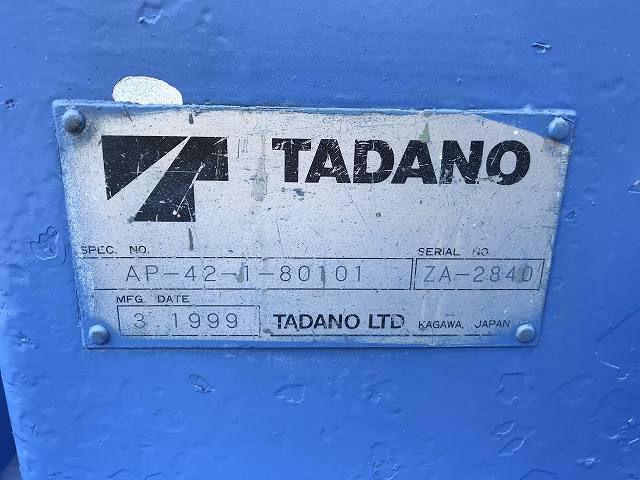 TADANO
SPEC. NO. SERIAL NO.
AP-42-1-80101 ZA-2840
MFG. DATE
3 1999 TADANO LTD. KAGAWA, JAPAN